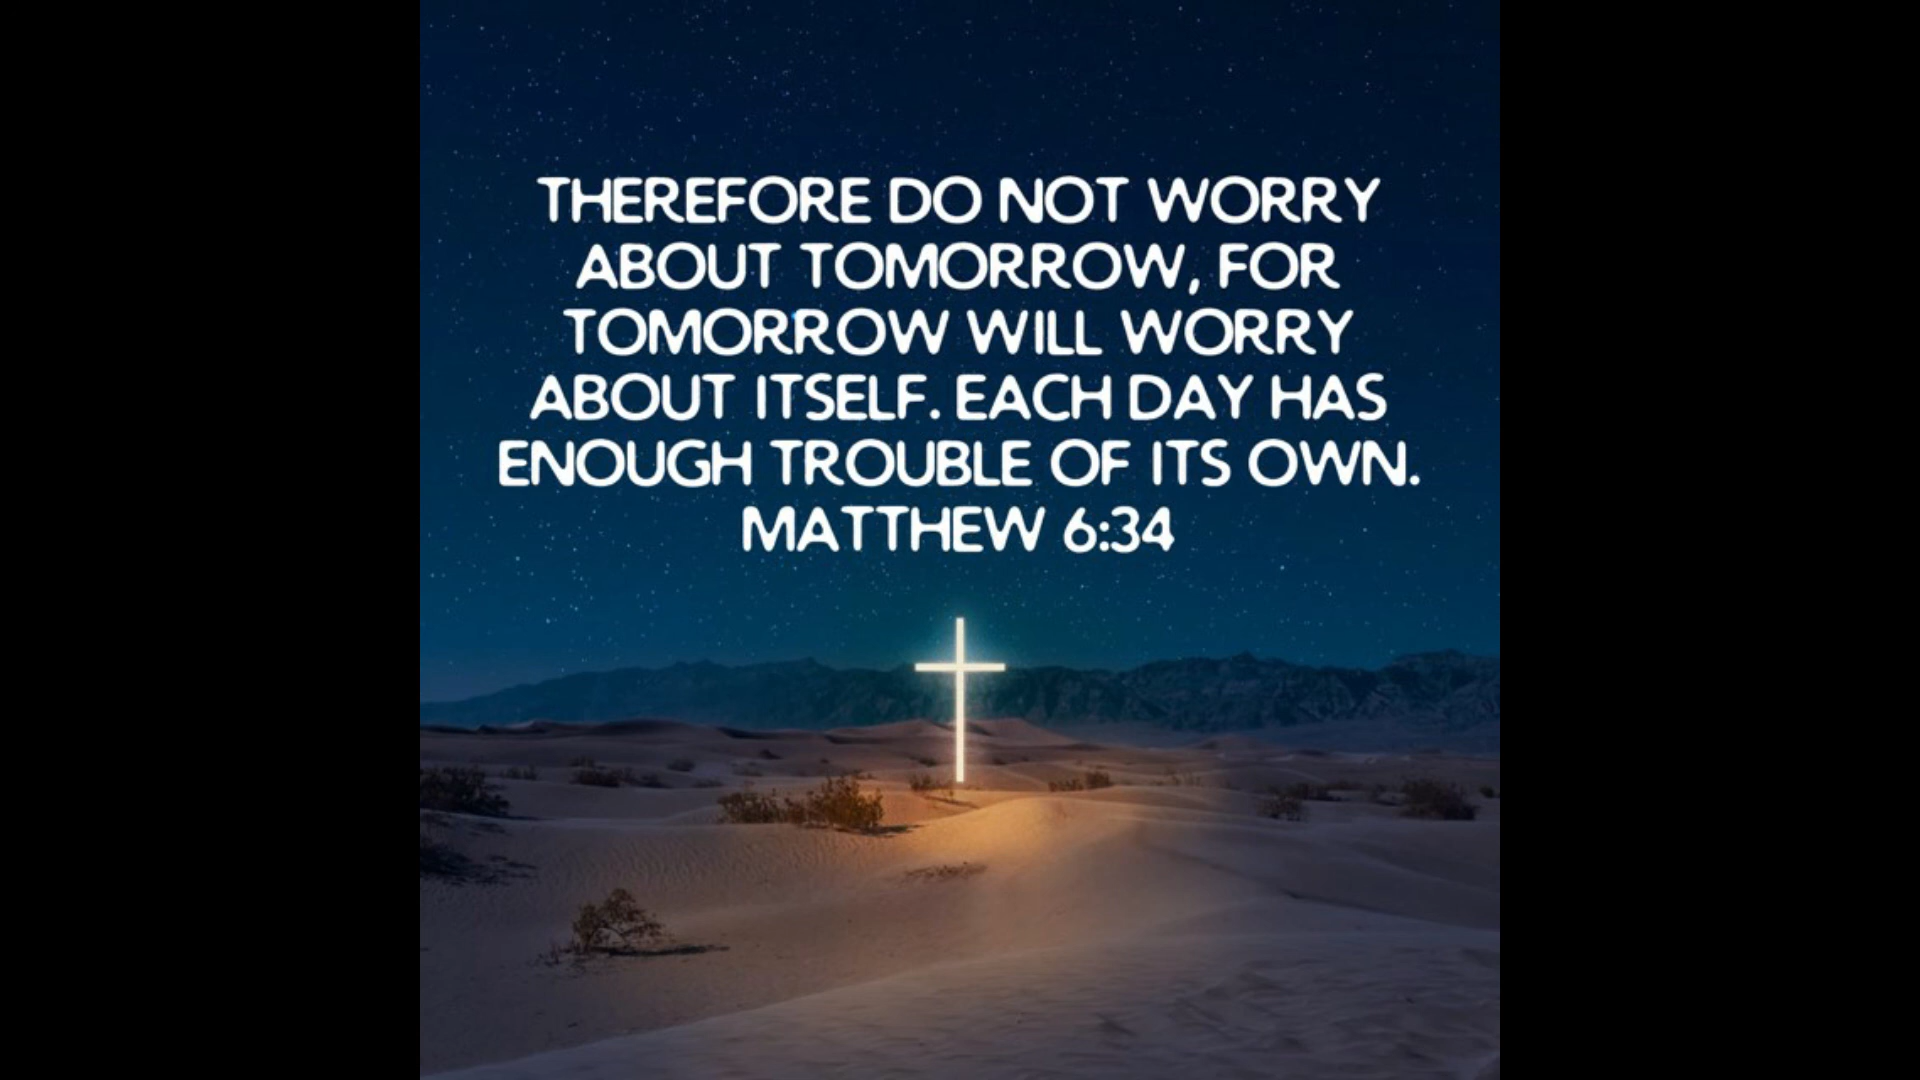 THEREFORE DO NOT WORRY
ABOUT TOMORROW, FOR
TOMORROW WILL WORRY
ABOUT ITSELF. EACH DAY HAS
ENOUGH TROUBLE OF ITS OWN.
MATTHEW 6:34